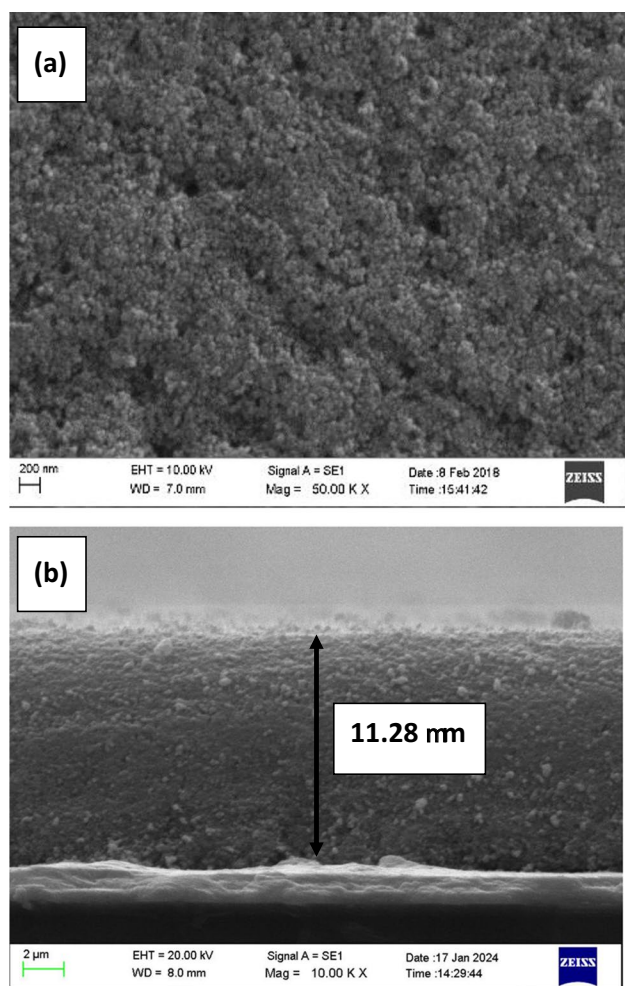 (a)
200 nm EHT = 10.00 kV Signal A = SE1 Date :8 Feb 2018 ZEISS
WD = 7.0 mm Mag = 50.00 K X Time :15:41:42
(b)
11.28 mm
2 µm EHT = 20.00 kV Signal A = SE1 Date :17 Jan 2024 ZEISS
WD = 8.0 mm Mag = 10.00 K X Time :14:29:44